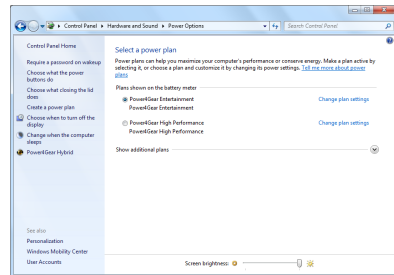 Control Panel
Hardware and Sound
Power Options
Search Control Panel
Control Panel Home
Require a password on wakeup
Choose what the power
buttons do
Choose what closing the lid
does
Create a power plan
Choose when to turn off the
display
Change when the computer
sleeps
Power4Gear Hybrid
See also
Personalization
Windows Mobility Center
User Accounts
Select a power plan
Power plans can help you maximize your computer's performance or conserve energy. Make a plan active by
selecting it, or choose a plan and customize it by changing its power settings. Tell me more about power
plans
Plans shown on the battery meter
Power4Gear Entertainment
Change plan settings
Power4Gear Entertainment
Power4Gear High Performance
Change plan settings
Power4Gear High Performance
Show additional plans
Screen brightness: